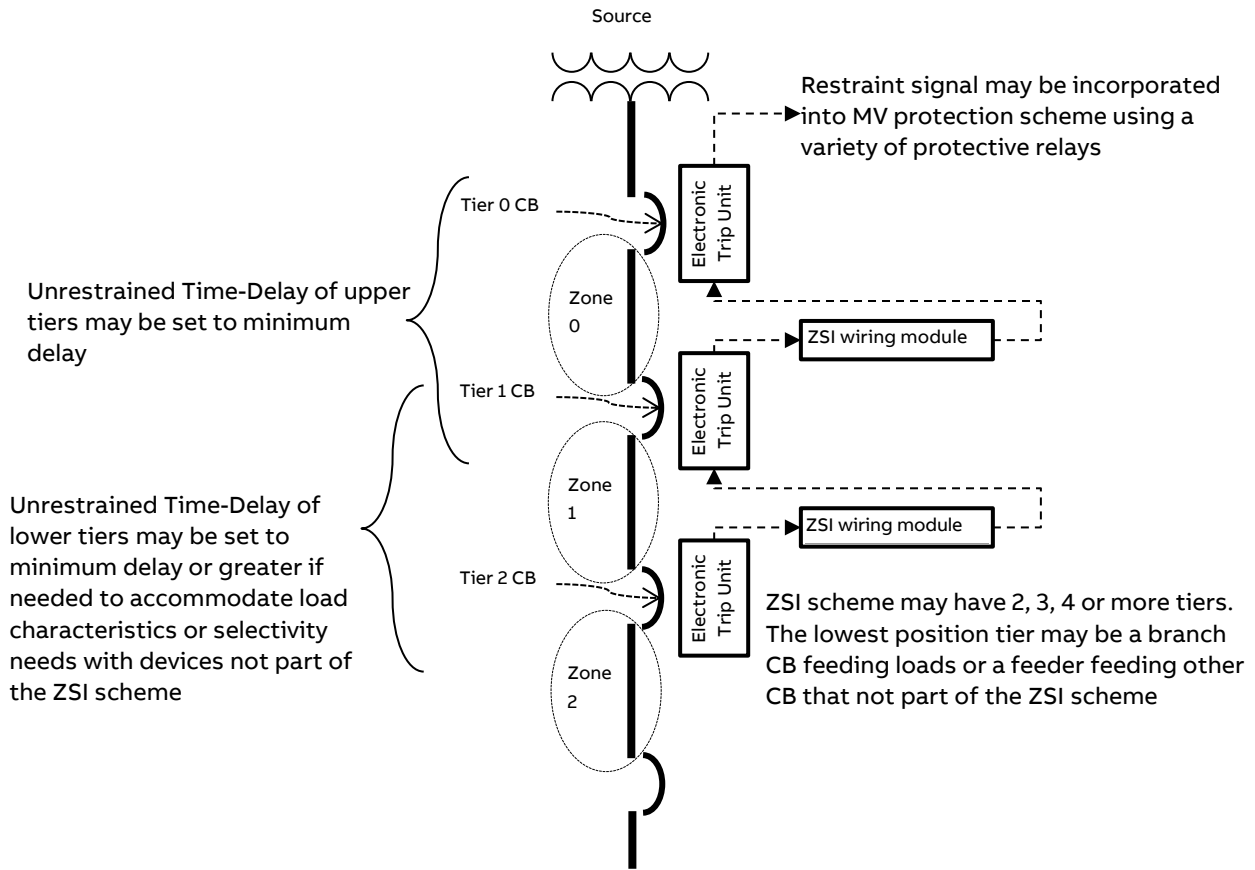 Source
Restraint signal may be incorporated
into MV protection scheme using a
variety of protective relays
Electronic
Trip Unit
Tier 0 CB
Unrestrained Time-Delay of upper
tiers may be set to minimum
delay
Zone
0
ZSI wiring module
Electronic
Trip Unit
Tier 1 CB
Unrestrained Time-Delay of
lower tiers may be set to
minimum delay or greater if
needed to accommodate load
characteristics or selectivity
needs with devices not part of
the ZSI scheme
Zone
1
ZSI wiring module
Electronic
Trip Unit
Tier 2 CB
ZSI scheme may have 2, 3, 4 or more tiers.
The lowest position tier may be a branch
CB feeding loads or a feeder feeding other
CB that not part of the ZSI scheme
Zone
2